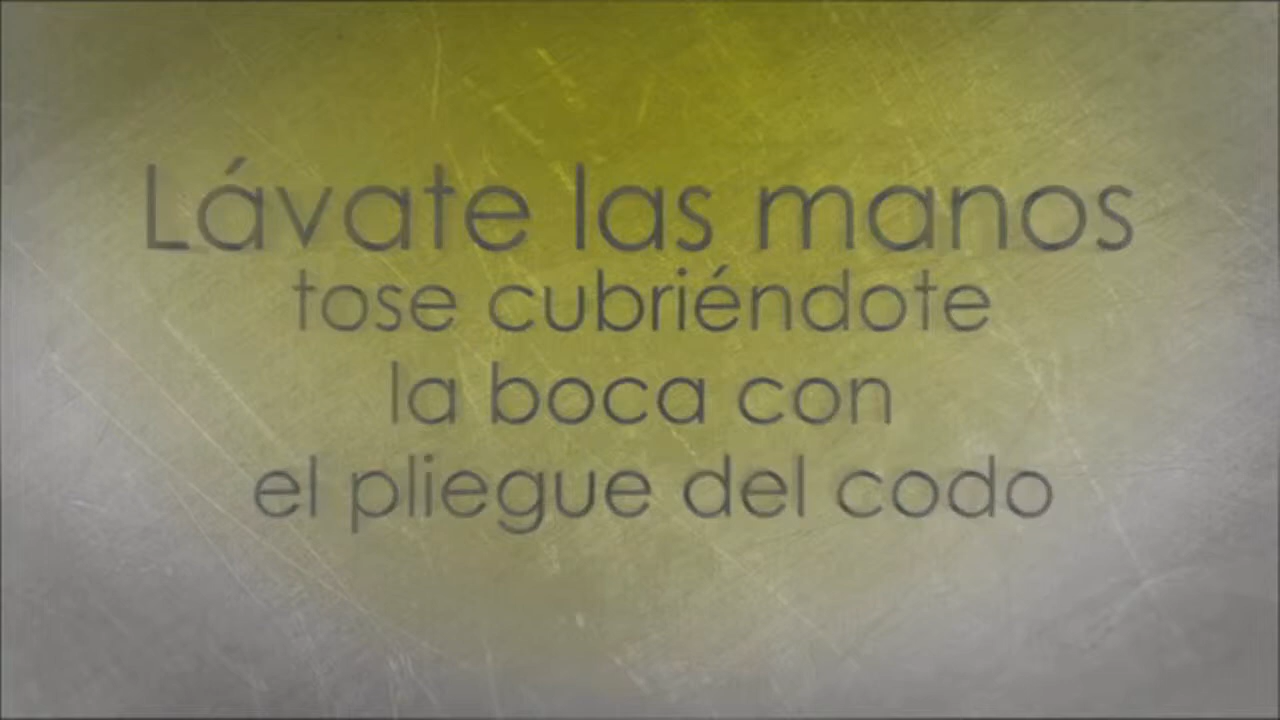 Lávate las manos
tose cubriéndote
la boca con
el pliegue del codo